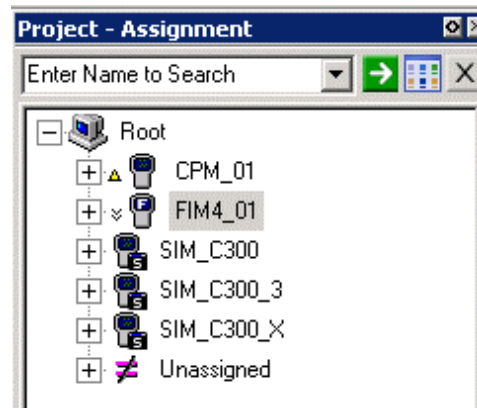 Project - Assignment
Enter Name to Search
Root
CPM_01
FIM4_01
SIM_C300
SIM_C300_3
SIM_C300_X
Unassigned